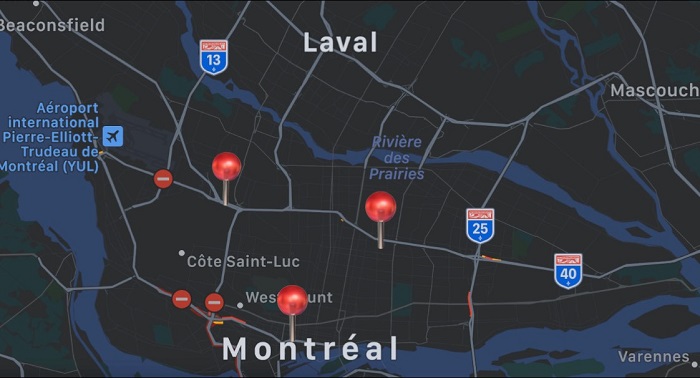 Beaconsfield
Laval
13
Mascouch
Aéroport
international
Pierre-Elliott-
Trudeau de
Montréal (YUL)
Rivière
des
Prairies
25
Côte Saint-Luc
40
Montréal
Varennes